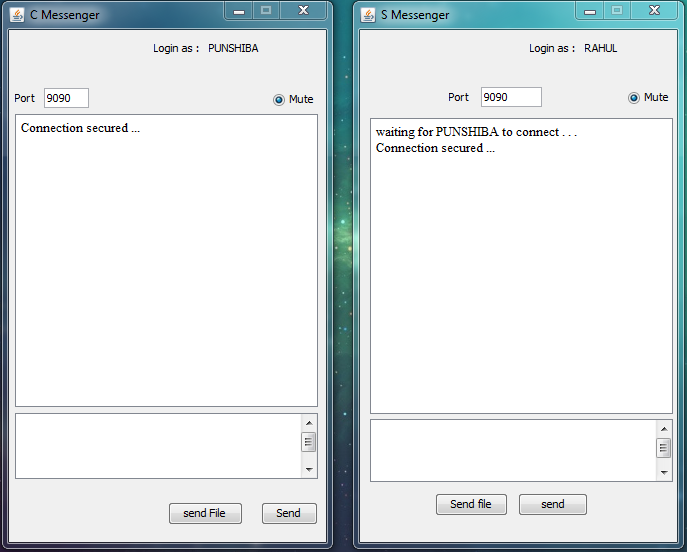 C Messenger
Login as : PUNSHIBA
Port 9090 Mute
Connection secured ...
send File Send
S Messenger
Login as : RAHUL
Port 9090 Mute
waiting for PUNSHIBA to connect . . .
Connection secured ...
Send file send